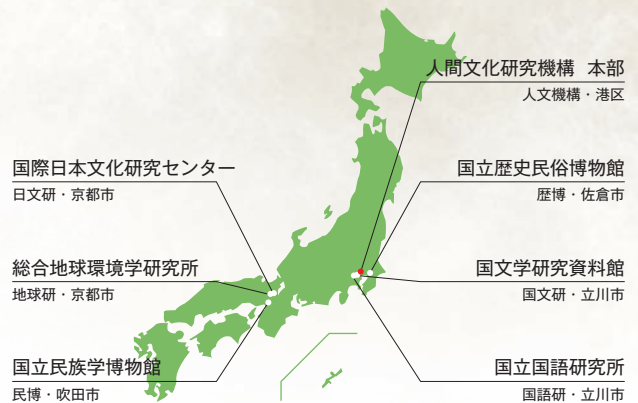 人間文化研究機構 本部
人文機構・港区
国際日本文化研究センター
日文研・京都市
国立歴史民俗博物館
歴博・佐倉市
総合地球環境学研究所
地球研・京都市
国文学研究資料館
国文研・立川市
国立民族学博物館
民博・吹田市
国立国語研究所
国語研・立川市